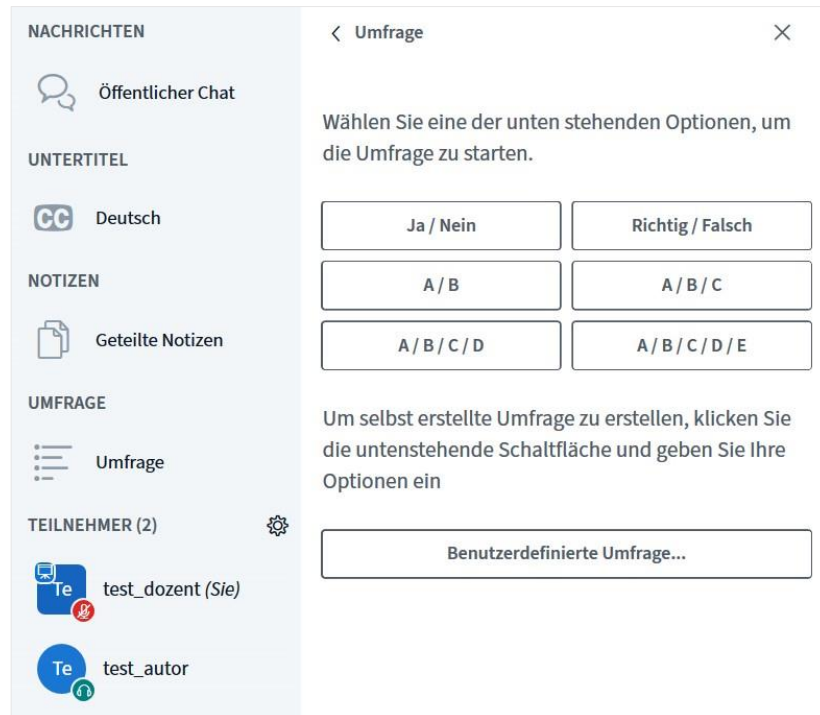 NACHRICHTEN
Öffentlicher Chat
UNTERTITEL
CC Deutsch
NOTIZEN
Geteilte Notizen
UMFRAGE
Umfrage
TEILNEHMER (2)
Te test_dozent (Sie)
Te test_autor
Umfrage
Wählen Sie eine der unten stehenden Optionen, um
die Umfrage zu starten.
Ja / Nein
Richtig / Falsch
A / B
A / B / C
A / B / C / D
A / B / C / D / E
Um selbst erstellte Umfrage zu erstellen, klicken Sie
die untenstehende Schaltfläche und geben Sie Ihre
Optionen ein
Benutzerdefinierte Umfrage...